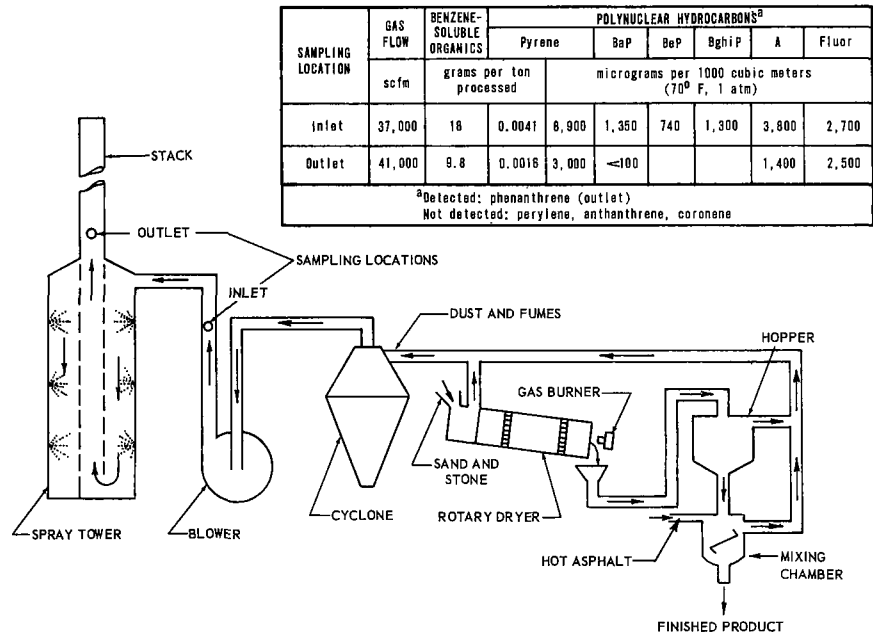 SAMPLING LOCATION
GAS FLOW
BENZENE-SOLUBLE ORGANICS
POLYNUCLEAR HYDROCARBONSa
Pyrene
BaP
BeP
BghiP
A
Fluor
scfm
grams per ton processed
micrograms per 1000 cubic meters
(70° F, 1 atm)
Inlet 37,000 18 0.0041 6,900 1,350 740 1,300 3,800 2,700
Outlet 41,000 9.8 0.0016 3,000 <100 1,400 2,500
aDetected: phenanthrene (outlet)
Not detected: perylene, anthanthrene, coronene
STACK
OUTLET
SAMPLING LOCATIONS
INLET
DUST AND FUMES
HOPPER
GAS BURNER
SAND AND
STONE
SPRAY TOWER
BLOWER
CYCLONE
ROTARY DRYER
HOT ASPHALT
MIXING
CHAMBER
FINISHED PRODUCT